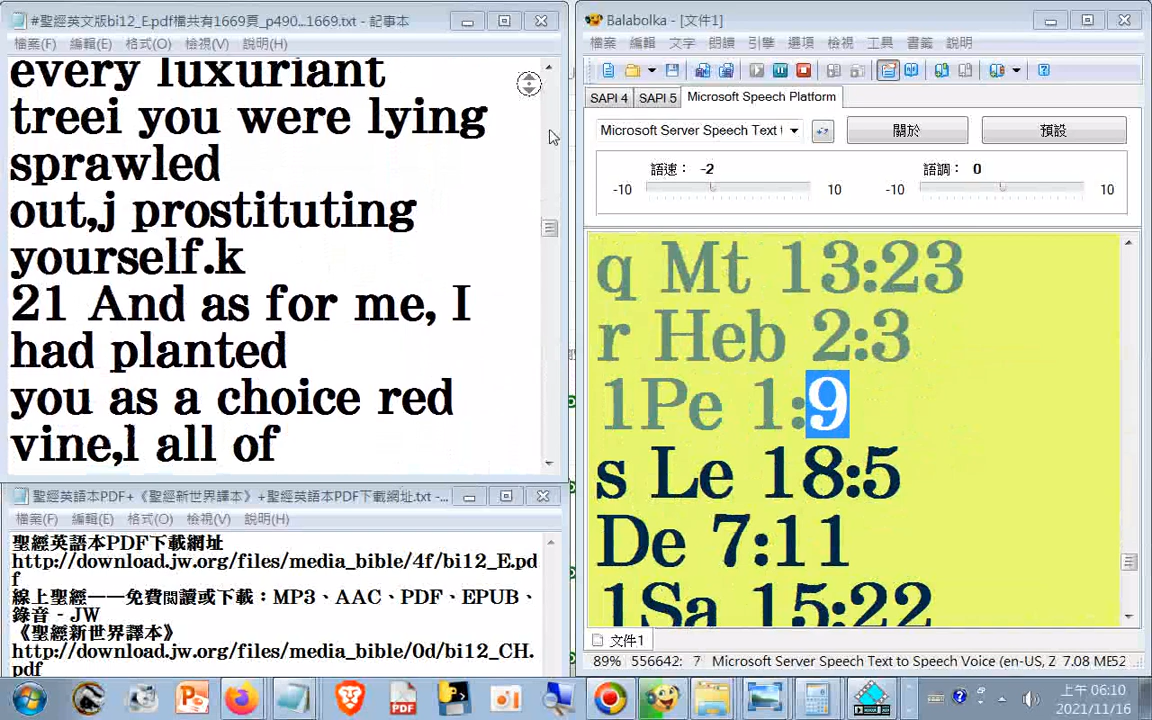 #聖經英文版bi12_E.pdf檔共有1669頁_p490...1669.txt - 記事本
檔案(F) 編輯(E) 格式(O) 檢視(V) 說明(H)
every luxuriant
treei you were lying
sprawled
out,j prostituting
yourself.k
21 And as for me, I
had planted
you as a choice red
vine,l all of
聖經英語本PDF+《聖經新世界譯本》+聖經英語本PDF下載網址.txt -...
檔案(F) 編輯(E) 格式(O) 檢視(V) 說明(H)
聖經英語本PDF下載網址
http://download.jw.org/files/media_bible/4f/bi12_E.pd
f
線上聖經——免費閱讀或下載：MP3、AAC、PDF、EPUB、
錄音 - JW
《聖經新世界譯本》
http://download.jw.org/files/media_bible/0d/bi12_CH.
pdf
Balabolka - [文件1]
檔案 編輯 文字 朗讀 引擎 選項 檢視 工具 書籤 說明
SAPI 4 SAPI 5 Microsoft Speech Platform
Microsoft Server Speech Text 關於 預設
語速： -2 語調： 0
-10 10 -10 10
q Mt 13:23
r Heb 2:3
1Pe 1:9
s Le 18:5
De 7:11
1Sa 15:22
文件1
89% 556642: 7 Microsoft Server Speech Text to Speech Voice (en-US, Z 7.08 ME52
PDF
上午 06:10
2021/11/16